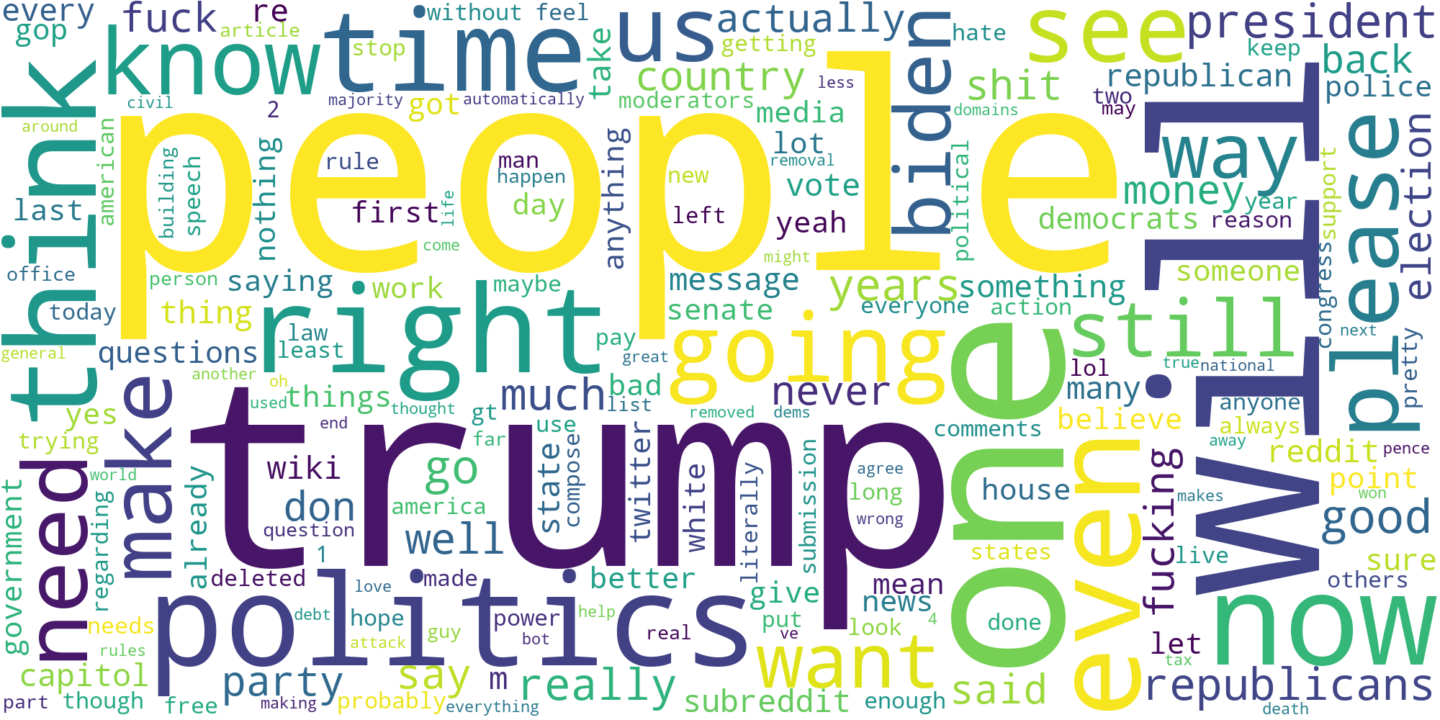 every
fuck
re
without
feel
actually
see
president
gop
article
time
us
getting
hate
keep
know
stop
take
country
biden
shit
republican
back
think
civil
2
majority
got
automatically
moderators
less
media
domains
two
may
police
around
people
will
american
building
speech
nothing
rule
man
happen
anything
new
lot
removal
vote
political
way
please
election
last
first
life
day
left
yeah
money
year
democrats
reason
support
office
person
saying
come
work
maybe
message
might
years
something
someone
congress
today
thing
right
law
least
senate
everyone
action
still
next
general
questions
another
pay
great
going
one
lol
true
national
pretty
make
oh
used
things
thought
much
bad
list
never
many
anyone
yes
trump
end
gt
use
removed
dems
comments
even
believe
always
trying
far
away
reddit
pence
need
world
wiki
go
state
compose
twitter
white
literally
submission
agree
house
fucking
point
government
regarding
already
don
america
long
makes
won
good
question
well
wrong
1
states
live
sure
deleted
politics
love
made
better
give
mean
others
needs
debt
hope
power
help
put
ve
news
4
done
now
rules
attack
guy
bot
real
look
let
capitol
party
say
m
really
want
said
tax
republicans
part
though
free
making
probably
everything
subreddit
enough
death